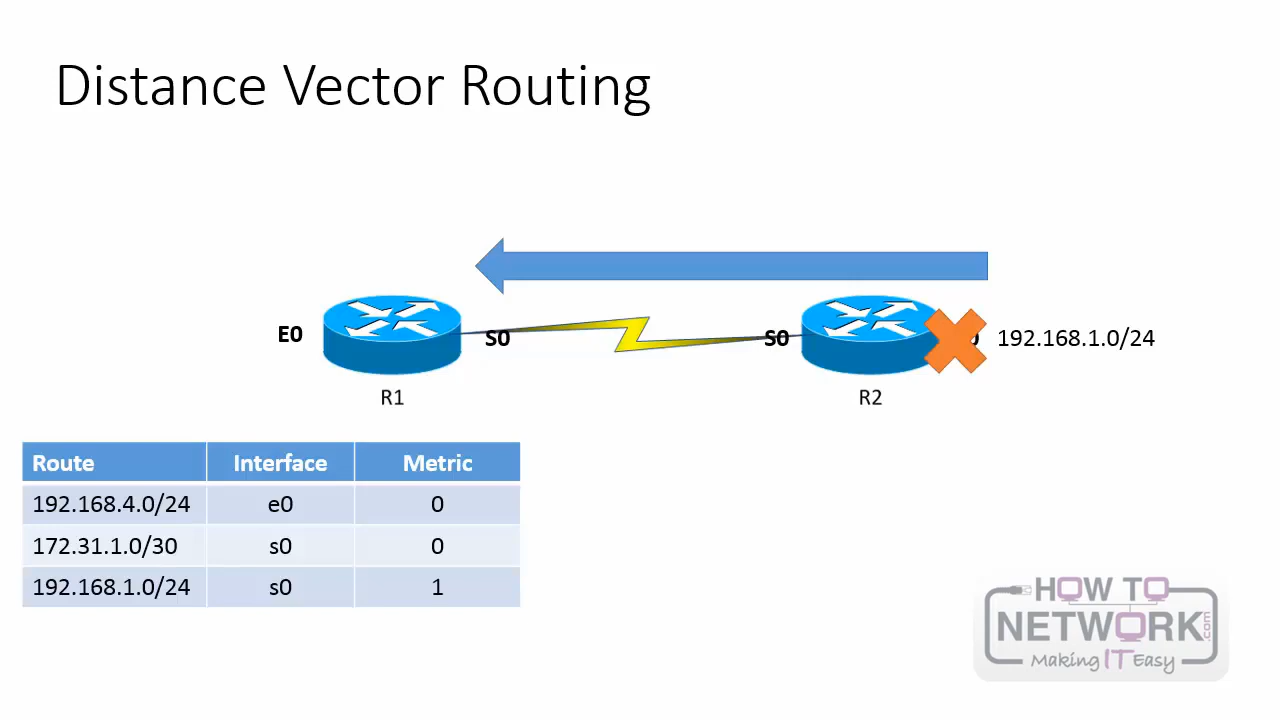 Distance Vector Routing
E0
S0
S0
192.168.1.0/24
R1
R2
Route Interface Metric
192.168.4.0/24 e0 0
172.31.1.0/30 s0 0
192.168.1.0/24 s0 1
HOW TO
NETWORK.com
Making IT Easy